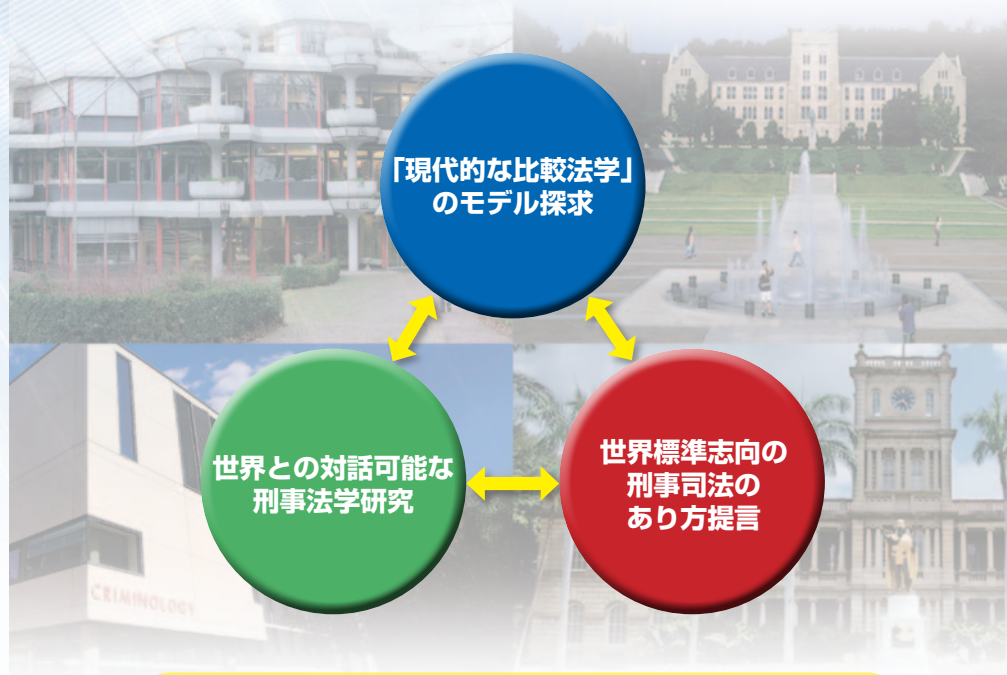 「現代的な比較法学」
のモデル探求
世界との対話可能な
刑事法学研究
世界標準志向の
刑事司法の
あり方提言
CRIMINOLOGY